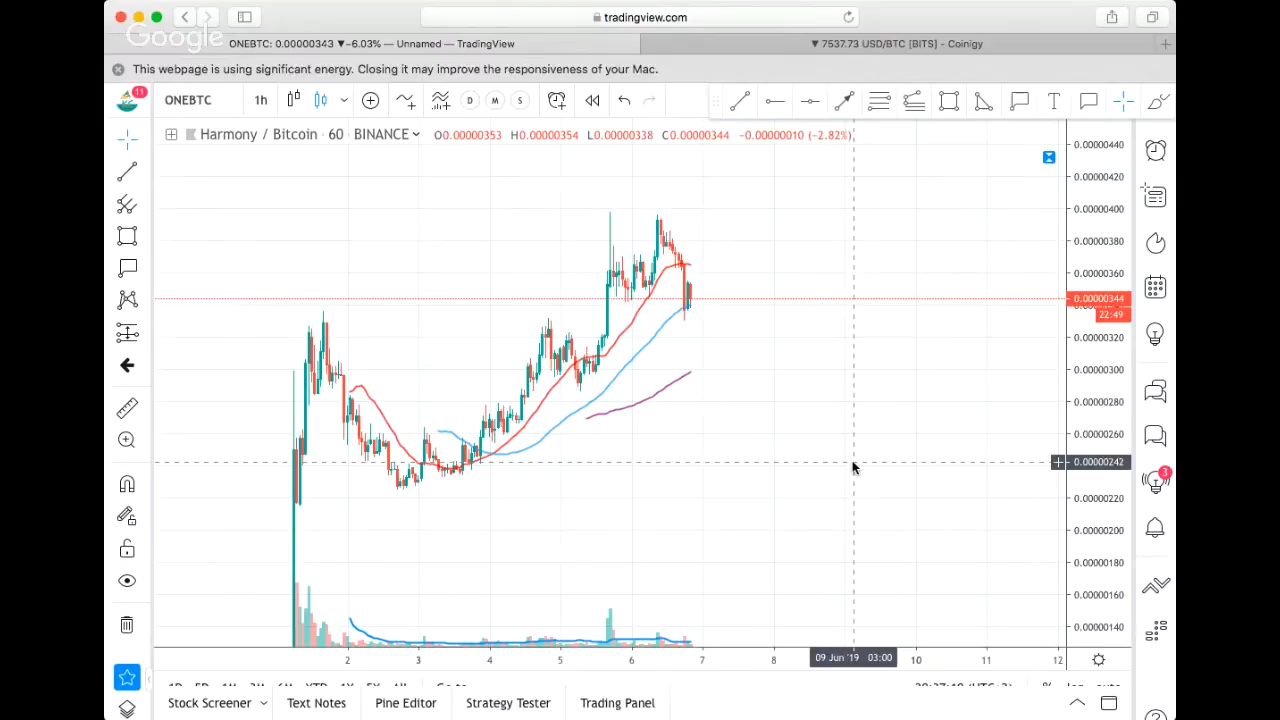 tradingview.com
Google
ONEBTC: 0.00000343 ▼−6.03% — Unnamed — TradingView
▼ 7537.73 USD/BTC [BITS] - Coinigy
This webpage is using significant energy. Closing it may improve the responsiveness of your Mac.
11
ONEBTC
1h
D
M
S
Harmony / Bitcoin · 60 BINANCE
O0.00000353 H0.00000354 L0.00000338 C0.00000344 −0.00000010 (−2.82%)
0.00000440
0.00000420
0.00000400
0.00000380
0.00000360
0.00000344
22:49
0.00000320
0.00000300
0.00000280
0.00000260
0.00000242
0.00000220
0.00000200
0.00000180
0.00000160
0.00000140
3
2 3 4 5 6 7 8 09 Jun '19 03:00 10 11 12
Stock Screener
Text Notes
Pine Editor
Strategy Tester
Trading Panel